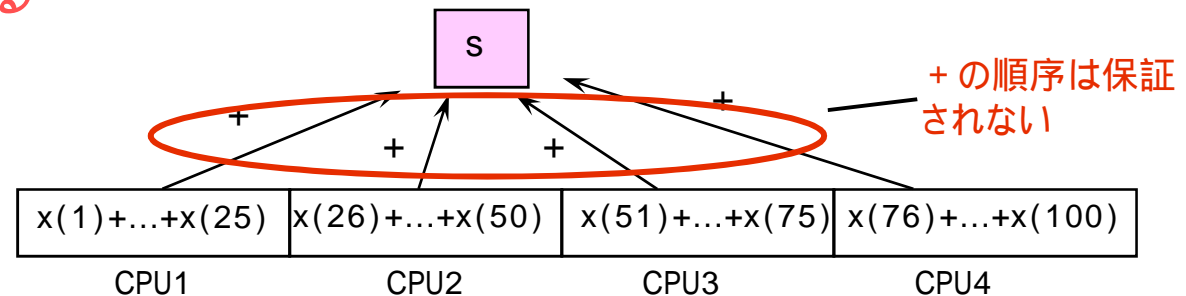 s
+の順序は保証
されない
+ +
+ +
x(1)+...+x(25) x(26)+...+x(50) x(51)+...+x(75) x(76)+...+x(100)
CPU1 CPU2 CPU3 CPU4